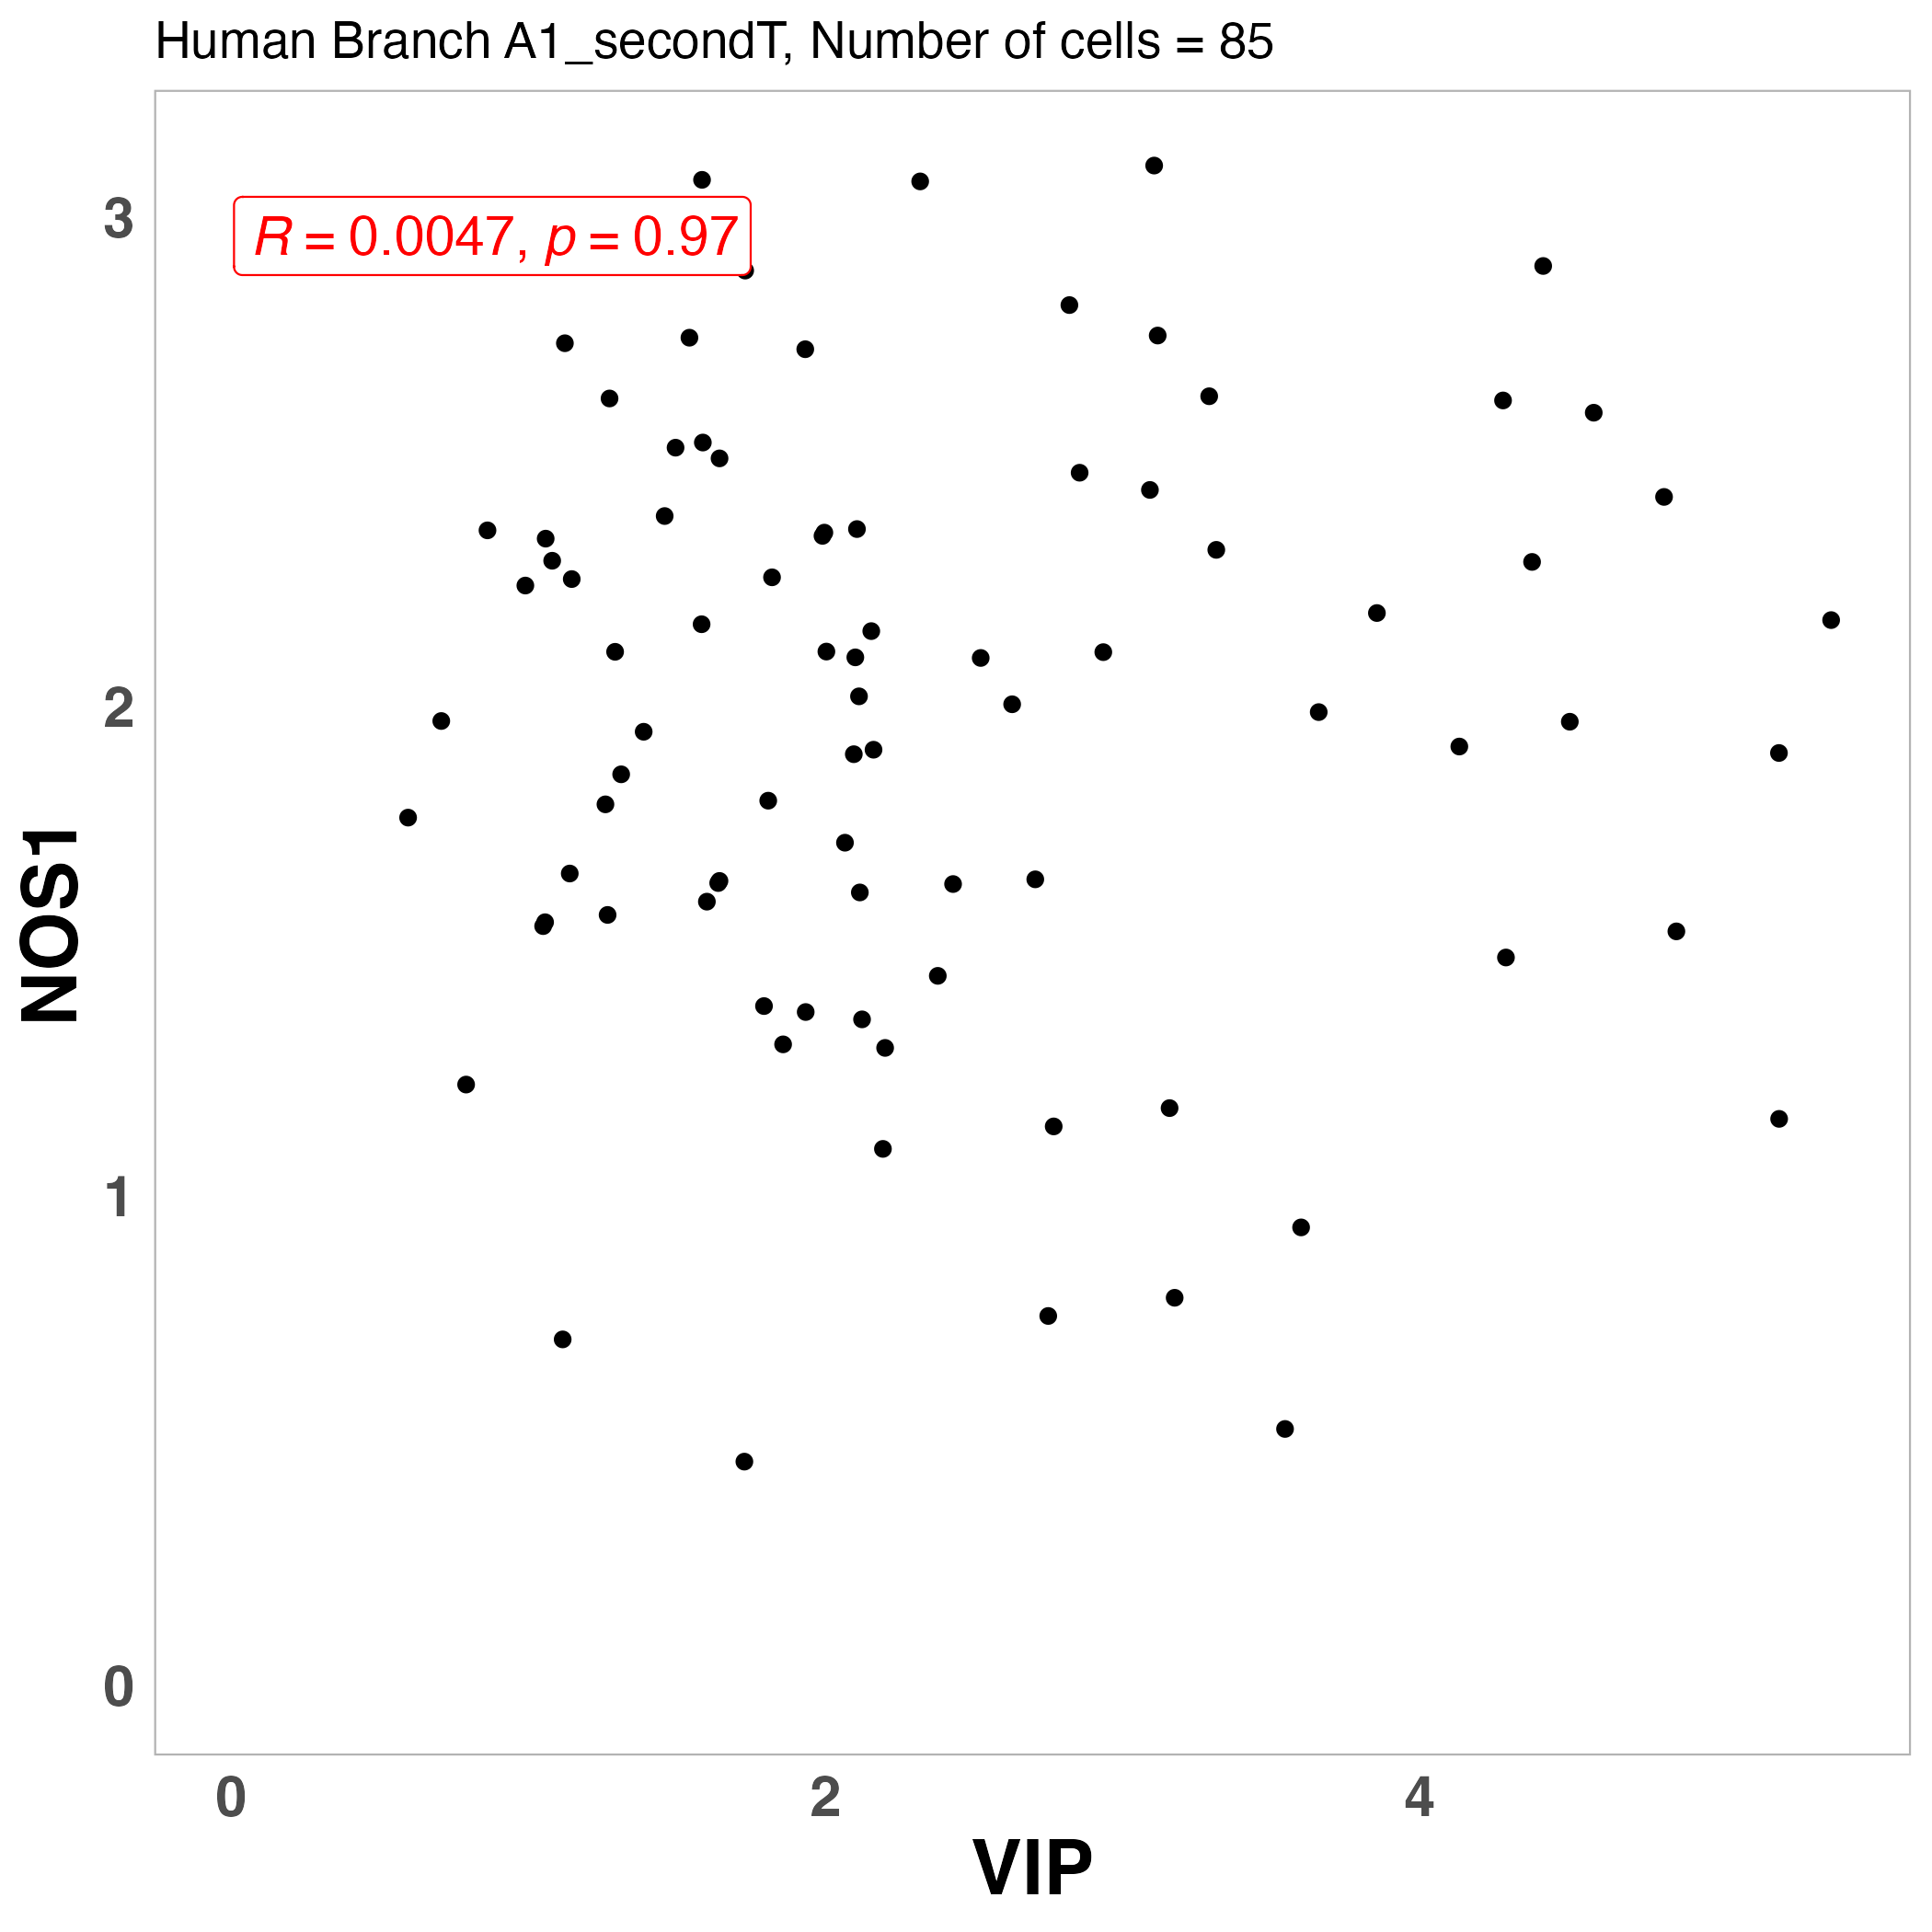 Human Branch A1_secondT, Number of cells = 85
R = 0.0047, p = 0.97
3
2
1
0
NOS1
0 2 4
VIP